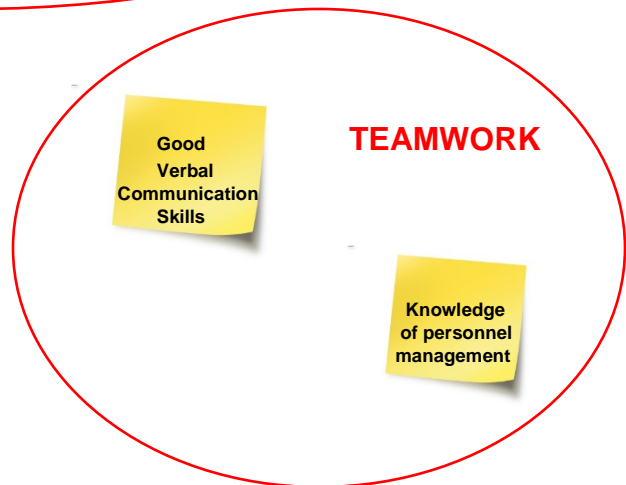 TEAMWORK
Good
Verbal
Communication
Skills
Knowledge
of personnel
management